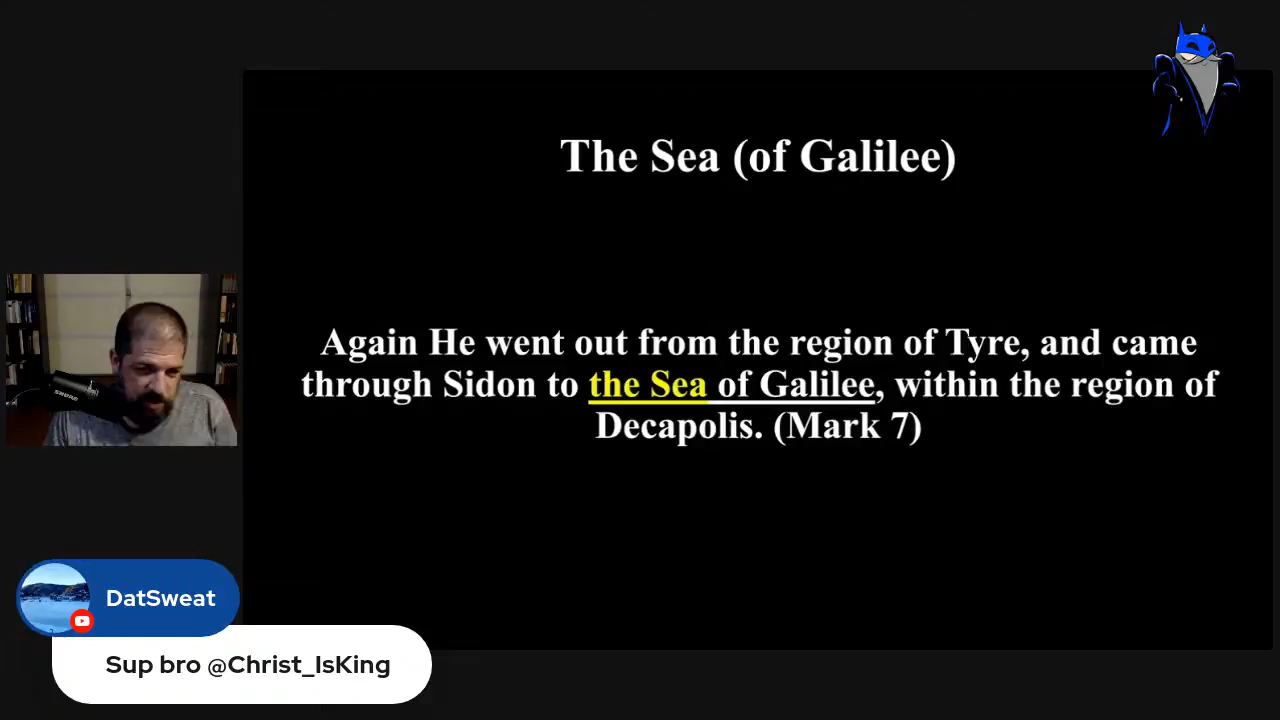 The Sea (of Galilee)
Again He went out from the region of Tyre, and came
through Sidon to the Sea of Galilee, within the region of
Decapolis. (Mark 7)
DatSweat
Sup bro @Christ_IsKing